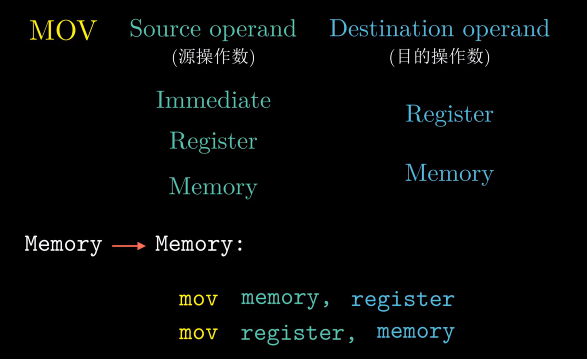 MOV Source operand Destination operand
(源操作数) (目的操作数)
Immediate
Register
Register
Memory
Memory
Memory → Memory:
mov memory, register
mov register, memory